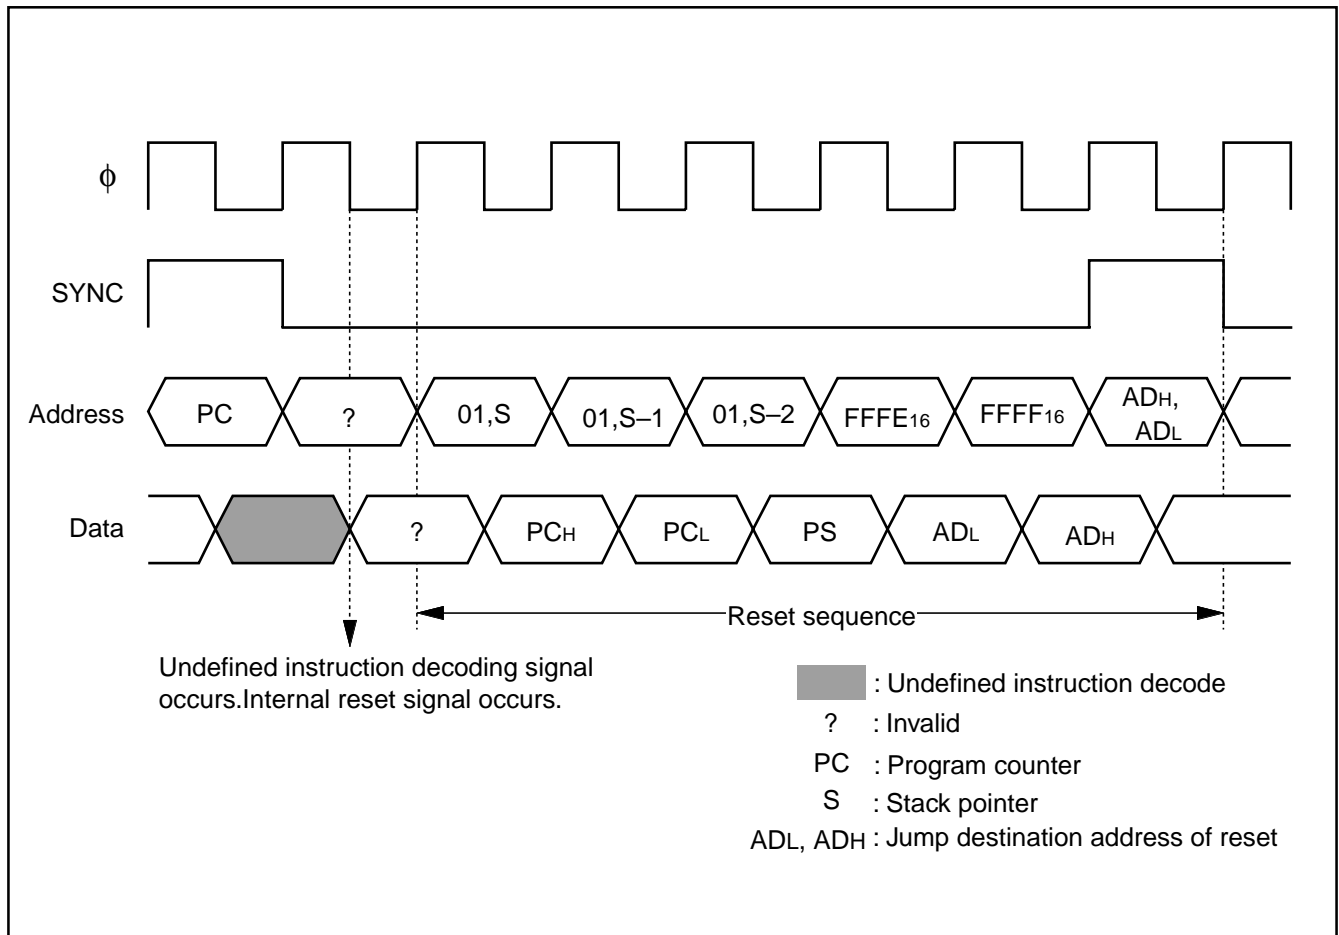 ϕ
SYNC
Address PC ? 01,S 01,S–1 01,S–2 FFFE16 FFFF16 ADH,
ADL
Data ? PCH PCL PS ADL ADH
Reset sequence
Undefined instruction decoding signal
occurs.Internal reset signal occurs.
: Undefined instruction decode
? : Invalid
PC : Program counter
S : Stack pointer
ADL, ADH : Jump destination address of reset